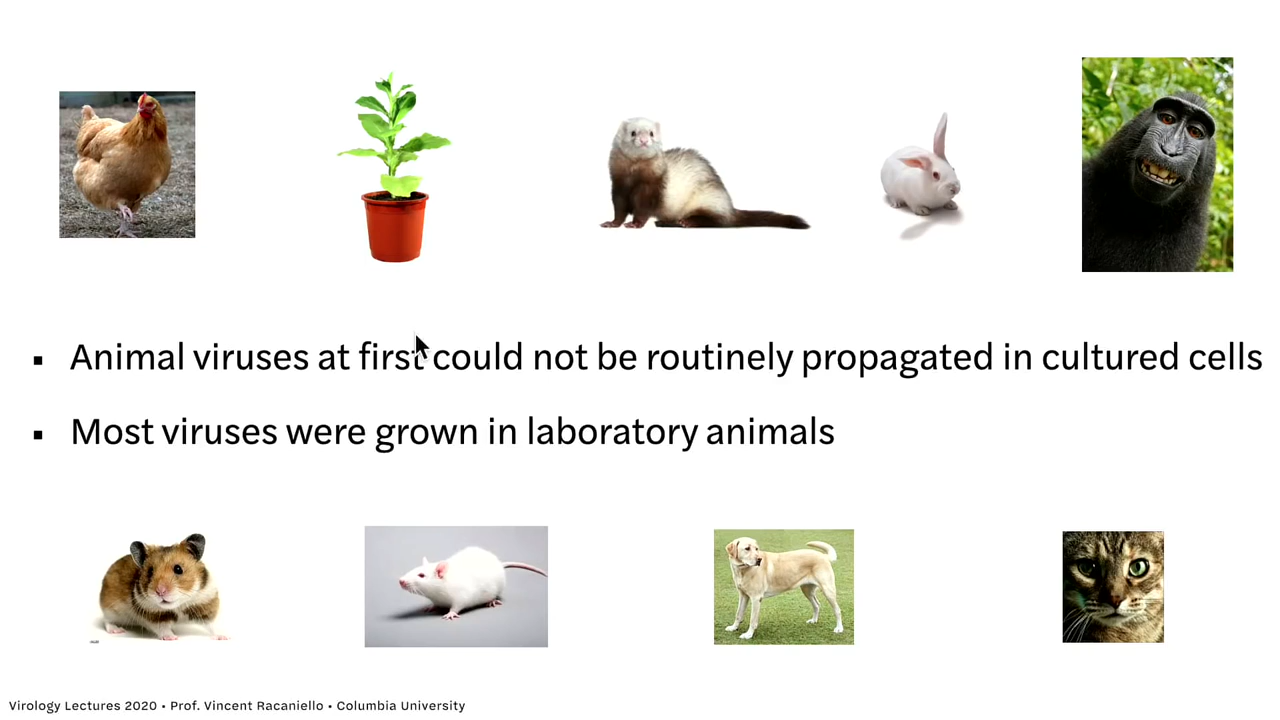 ▪ Animal viruses at first could not be routinely propagated in cultured cells
▪ Most viruses were grown in laboratory animals
Virology Lectures 2020 • Prof. Vincent Racaniello • Columbia University